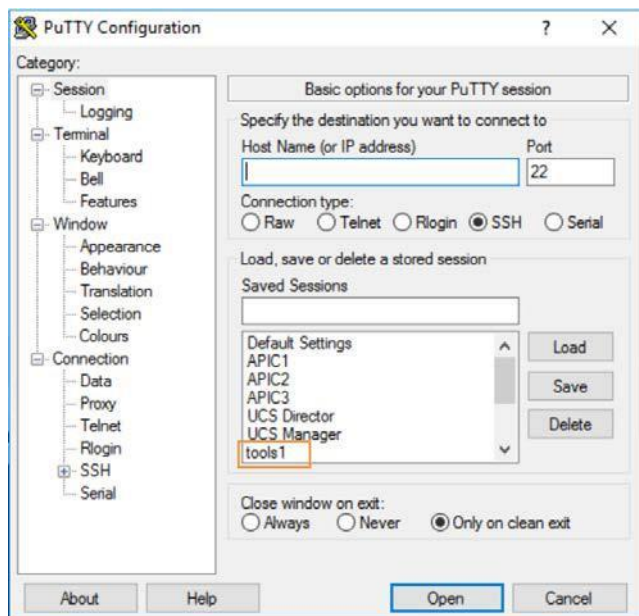 PuTTY Configuration
?
Category:
Session
Logging
Terminal
Keyboard
Bell
Features
Window
Appearance
Behaviour
Translation
Selection
Colours
Connection
Data
Proxy
Telnet
Rlogin
SSH
Serial
Basic options for your PuTTY session
Specify the destination you want to connect to
Host Name (or IP address) Port
22
Connection type:
Raw Telnet Rlogin SSH Serial
Load, save or delete a stored session
Saved Sessions
Default Settings
APIC1
APIC2
APIC3
UCS Director
UCS Manager
tools1
Load
Save
Delete
Close window on exit:
Always Never Only on clean exit
About Help Open Cancel